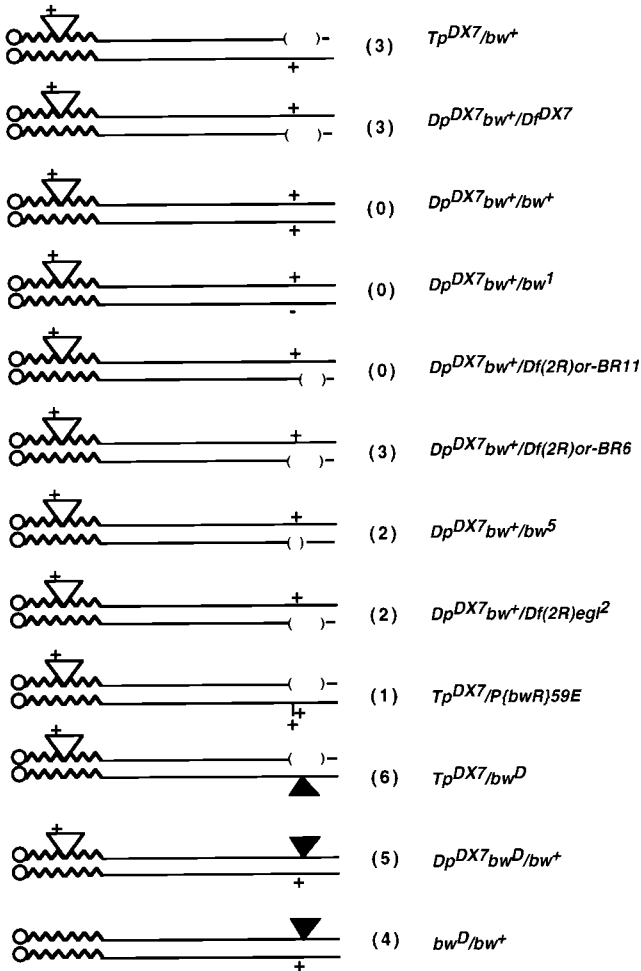 + ( ) - + (3) Tp^DX7/bw^+
+ + ( ) - (3) Dp^DX7bw^+/Df^DX7
+ + + (0) Dp^DX7bw^+/bw^+
+ + - (0) Dp^DX7bw^+/bw^1
+ + ( ) - (0) Dp^DX7bw^+/Df(2R)or-BR11
+ + ( ) - (3) Dp^DX7bw^+/Df(2R)or-BR6
+ + ( ) (2) Dp^DX7bw^+/bw^5
+ + ( ) - (2) Dp^DX7bw^+/Df(2R)egl^2
+ ( ) - + + (1) Tp^DX7/P{bwR}59E
+ ( ) - (6) Tp^DX7/bw^D
+ + (5) Dp^DX7bw^D/bw^+
+ (4) bw^D/bw^+